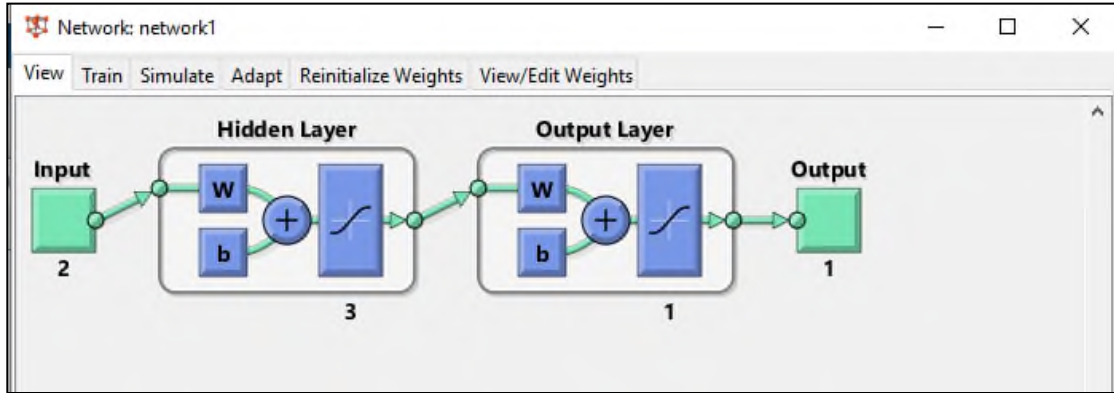 Network: network1
View Train Simulate Adapt Reinitialize Weights View/Edit Weights
Hidden Layer Output Layer
Input Output
W W
b b
2 1
3 1